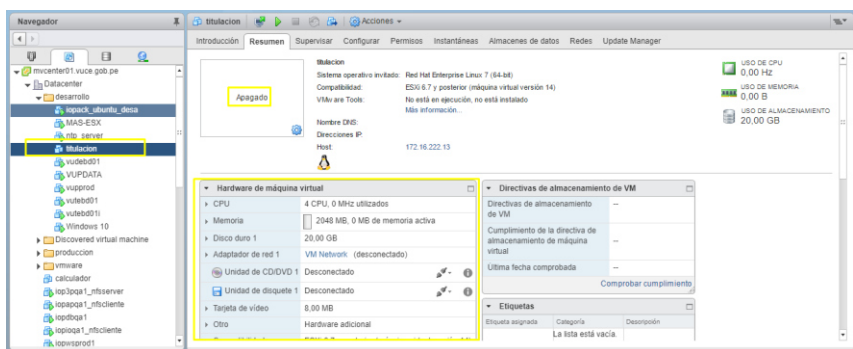 Navegador
mvcenter01.vuce.gob.pe
Datacenter
desarrollo
iopack_ubuntu_desa
MAS-ESX
ntp_server
titulacion
vudebd01
VUPDATA
vupprod
vutebd01
vutebd01i
Windows 10
Discovered virtual machine
produccion
vmware
calculador
iop3pqa1_nfsserver
iopapqa1_nfscliente
iopdbqa1
iopioqa1_nfscliente
iopwsprod1
titulacion
Acciones
Introducción Resumen Supervisar Configurar Permisos Instantáneas Almacenes de datos Redes Update Manager
Apagado
titulacion
Sistema operativo invitado: Red Hat Enterprise Linux 7 (64-bit)
Compatibilidad: ESXi 6.7 y posterior (máquina virtual versión 14)
VMware Tools: No está en ejecución, no está instalado
Más información...
Nombre DNS:
Direcciones IP:
Host: 172.16.222.13
USO DE CPU
0,00 Hz
USO DE MEMORIA
0,00 B
USO DE ALMACENAMIENTO
20,00 GB
Hardware de máquina virtual
CPU 4 CPU, 0 MHz utilizados
Memoria 2048 MB, 0 MB de memoria activa
Disco duro 1 20,00 GB
Adaptador de red 1 VM Network (desconectado)
Unidad de CD/DVD 1 Desconectado
Unidad de disquete 1 Desconectado
Tarjeta de vídeo 8,00 MB
Otro Hardware adicional
Directivas de almacenamiento de VM
Directivas de almacenamiento de VM --
Cumplimiento de la directiva de almacenamiento de máquina virtual --
Última fecha comprobada --
Comprobar cumplimiento
Etiquetas
Etiqueta asignada Categoría Descripción
La lista está vacía.